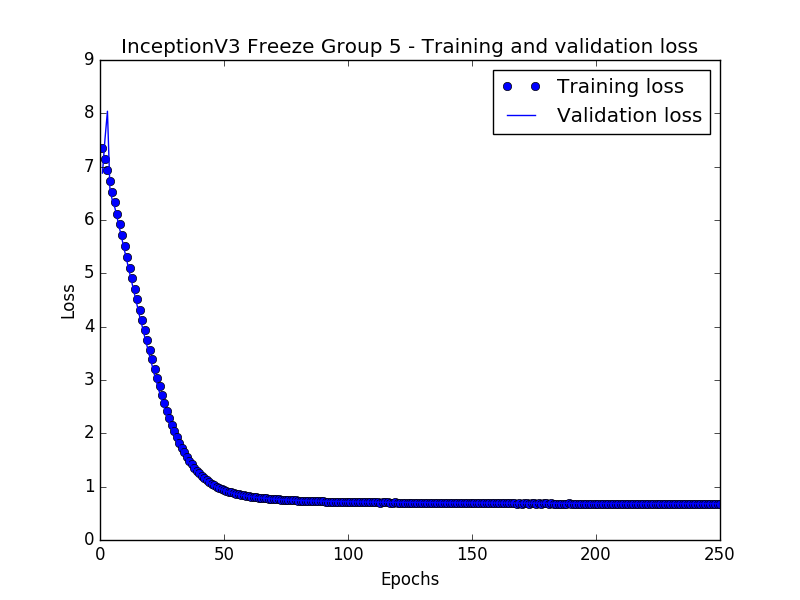 InceptionV3 Freeze Group 5 - Training and validation loss
9
8
7
6
5
4
3
2
1
0
Loss
Training loss
Validation loss
0 50 100 150 200 250
Epochs